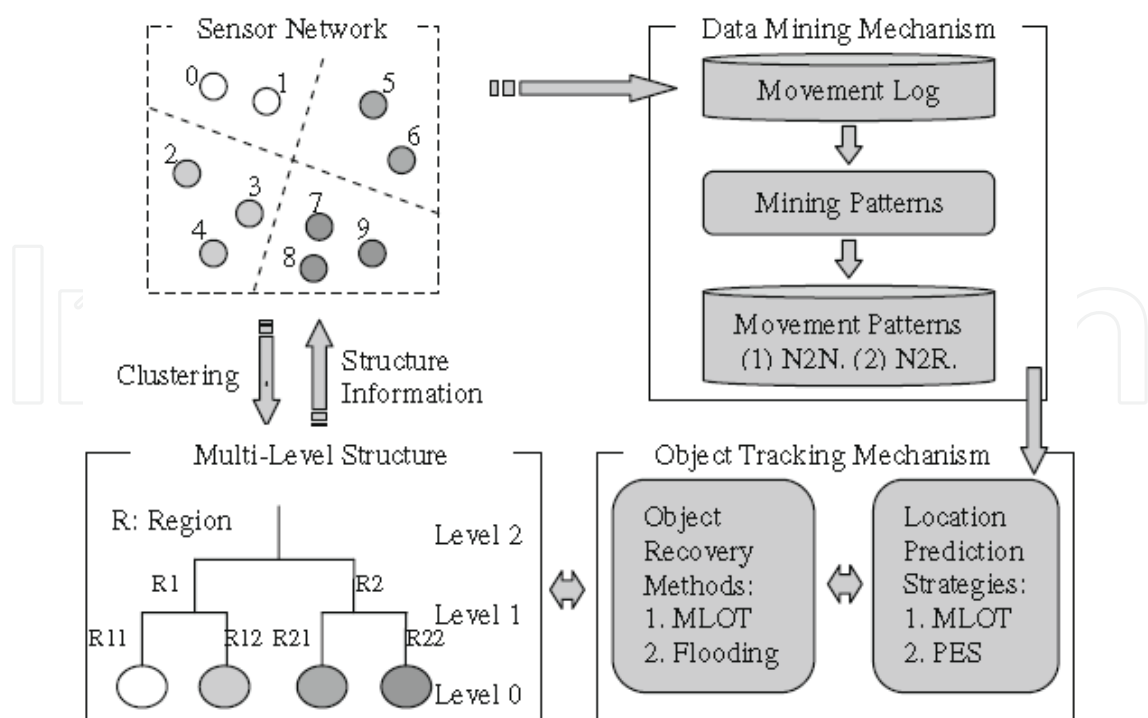 Sensor Network
0
1
5
6
2
3
4
7
8
9
Data Mining Mechanism
Movement Log
Mining Patterns
Movement Patterns
(1) N2N. (2) N2R.
Clustering
Structure
Information
Multi-Level Structure
R: Region
Level 2
R1
R2
Level 1
R11
R12
R21
R22
Level 0
Object Tracking Mechanism
Object
Recovery
Methods:
1. MLOT
2. Flooding
Location
Prediction
Strategies:
1. MLOT
2. PES